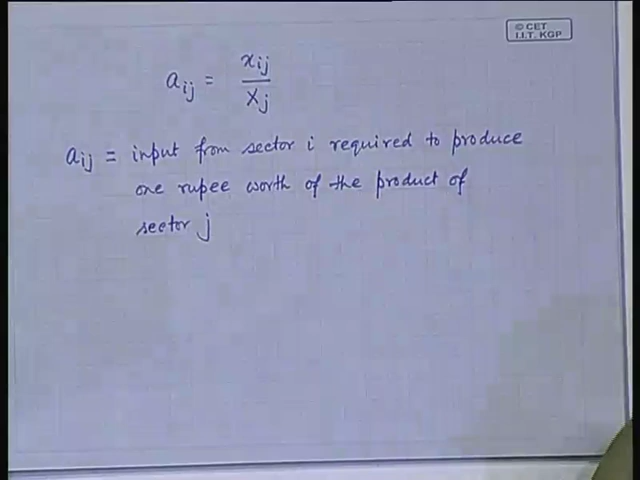 © CET
I.I.T. KGP
aij = xij / Xj
aij = input from sector i required to produce
one rupee worth of the product of
sector j